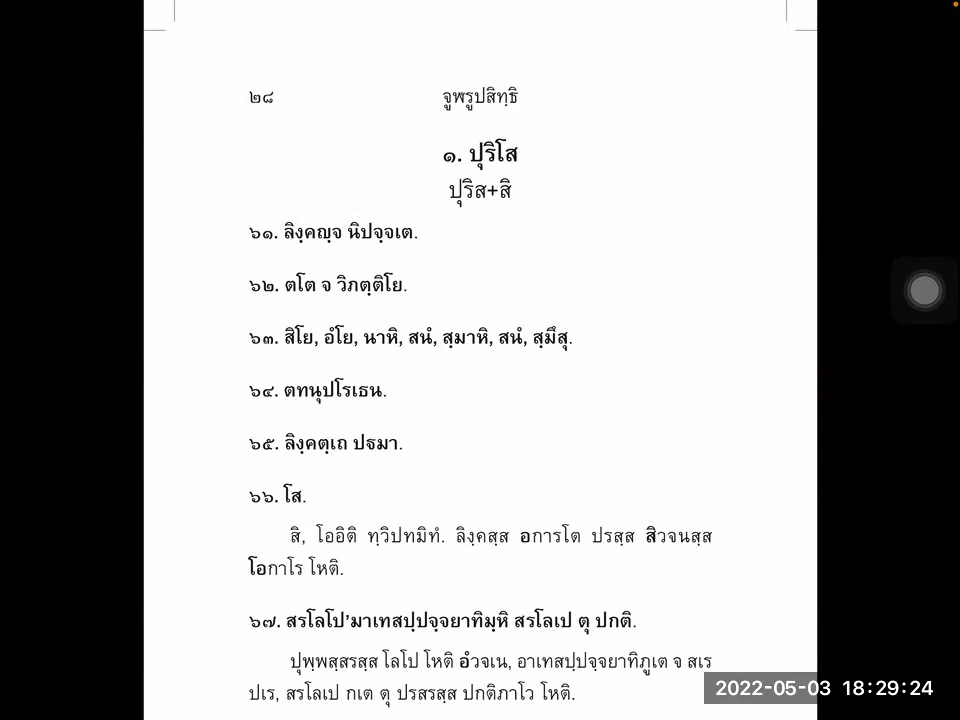 ๒๘ จูฬรูปสิทฺธิ
๑. ปุริโส
ปุริส+สิ
๖๑. ลิงฺคญฺจ นิปจฺจเต.
๖๒. ตโต จ วิภตฺติโย.
๖๓. สิโย, อํโย, นาหิ, สนํ, สฺมาหิ, สนํ, สฺมึสุ.
๖๔. ตทนุปโรเธน.
๖๕. ลิงฺคตฺเถ ปฐมา.
๖๖. โส.
สิ, โออิติ ทฺวิปทมิทํ. ลิงฺคสฺส อการโต ปรสฺส สิวจนสฺส
โอกาโร โหติ.
๖๗. สรโลโป’มาเทสปฺปจฺจยาทิมฺหิ สรโลเป ตุ ปกติ.
ปุพฺพสฺสรสฺส โลโป โหติ อํวจเน, อาเทสปฺปจฺจยาทิภูเต จ สเร
ปเร, สรโลเป กเต ตุ ปรสรสฺส ปกติภาโว โหติ.
2022-05-03 18:29:24